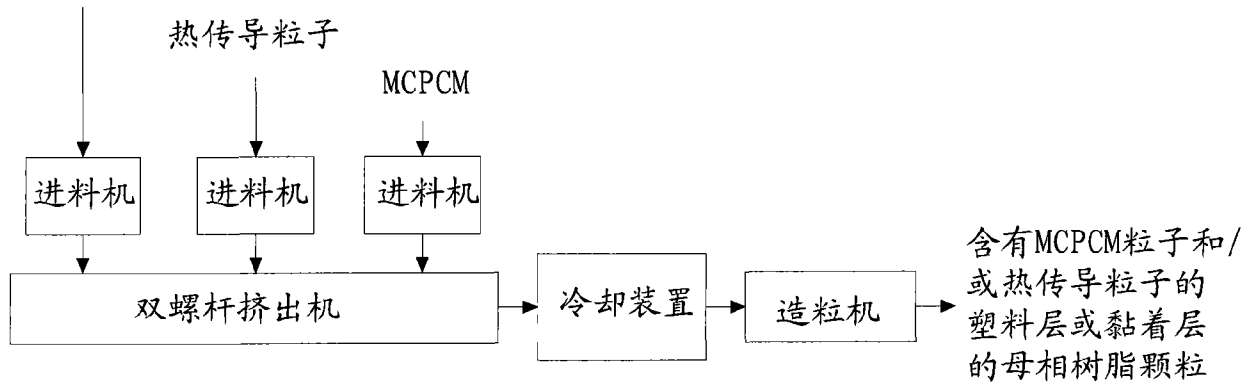 热传导粒子
MCPCM
进料机
进料机
进料机
双螺杆挤出机
冷却装置
造粒机
含有MCPCM粒子和/
或热传导粒子的
塑料层或黏着层
的母相树脂颗粒